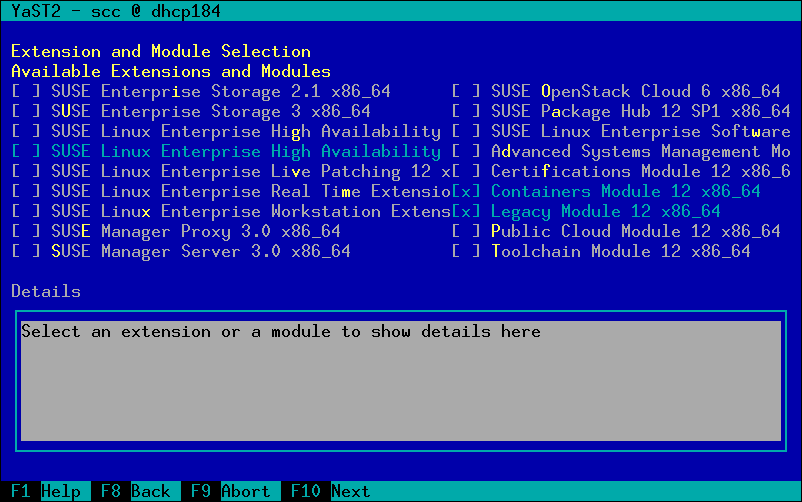 YaST2 - scc @ dhcp184
Extension and Module Selection
Available Extensions and Modules
[ ] SUSE Enterprise Storage 2.1 x86_64      [ ] SUSE OpenStack Cloud 6 x86_64
[ ] SUSE Enterprise Storage 3 x86_64        [ ] SUSE Package Hub 12 SP1 x86_64
[ ] SUSE Linux Enterprise High Availability [ ] SUSE Linux Enterprise Software
[ ] SUSE Linux Enterprise High Availability [ ] Advanced Systems Management Mo
[ ] SUSE Linux Enterprise Live Patching 12 x[ ] Certifications Module 12 x86_6
[ ] SUSE Linux Enterprise Real Time Extensio[x] Containers Module 12 x86_64
[ ] SUSE Linux Enterprise Workstation Extens[x] Legacy Module 12 x86_64
[ ] SUSE Manager Proxy 3.0 x86_64           [ ] Public Cloud Module 12 x86_64
[ ] SUSE Manager Server 3.0 x86_64          [ ] Toolchain Module 12 x86_64
Details
Select an extension or a module to show details here
F1 Help F8 Back F9 Abort F10 Next